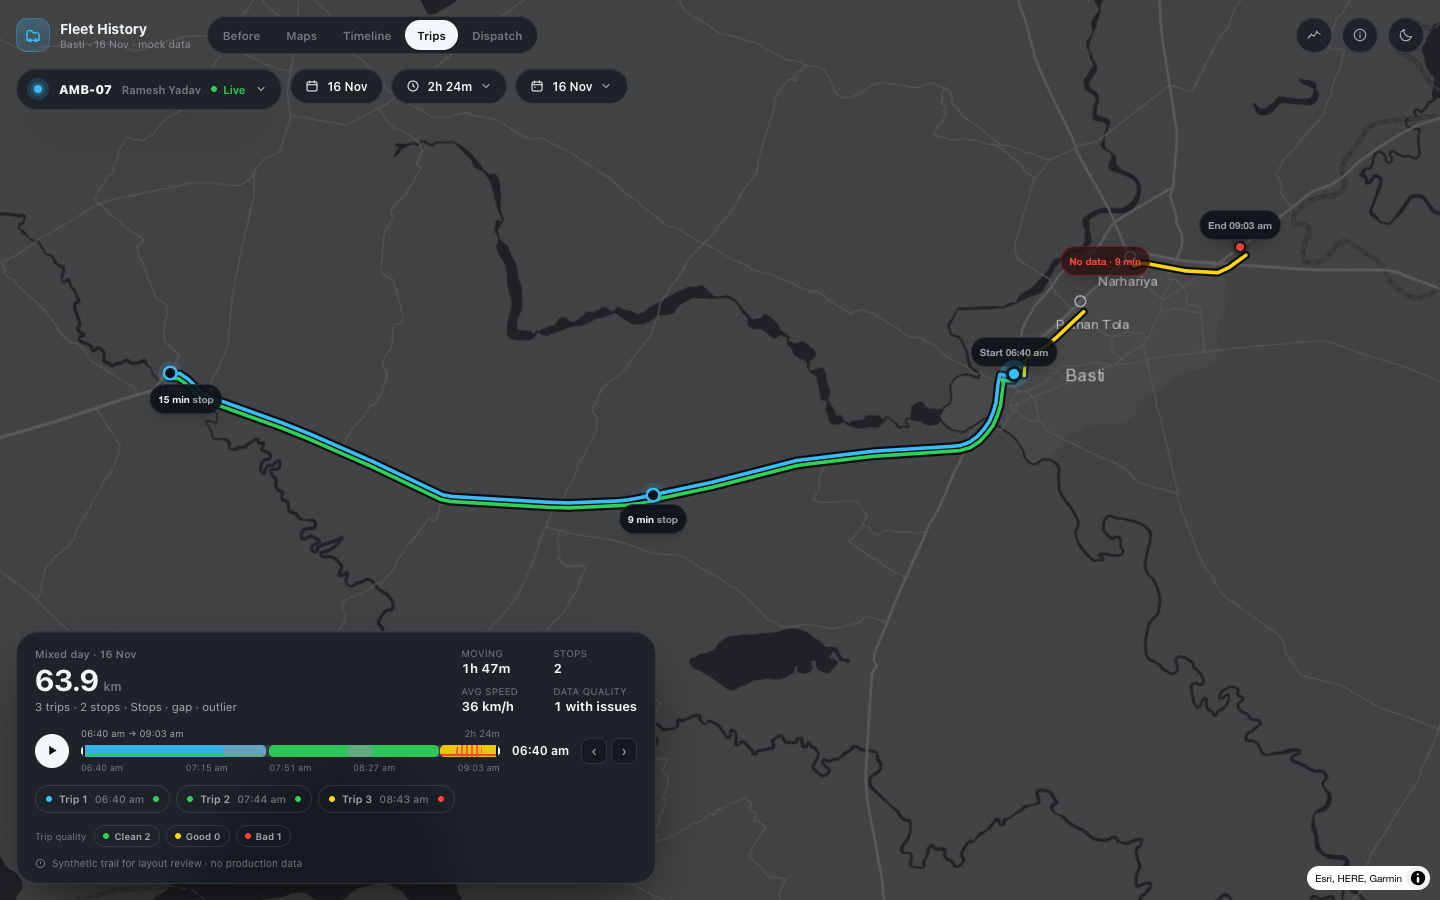 Fleet History
Basti · 16 Nov · mock data
Before Maps Timeline Trips Dispatch
AMB-07 Ramesh Yadav Live
16 Nov
2h 24m
16 Nov
End 09:03 am
No data · 9 min
Narhariya
Tola
Start 06:40 am
Basti
15 min stop
9 min stop
Mixed day · 16 Nov
63.9 km
3 trips · 2 stops · Stops · gap · outlier
MOVING
1h 47m
STOPS
2
AVG SPEED
36 km/h
DATA QUALITY
1 with issues
06:40 am → 09:03 am
2h 24m
06:40 am
06:40 am 07:15 am 07:51 am 08:27 am 09:03 am
Trip 1 06:40 am
Trip 2 07:44 am
Trip 3 08:43 am
Trip quality Clean 2 Good 0 Bad 1
Synthetic trail for layout review · no production data
Esri, HERE, Garmin